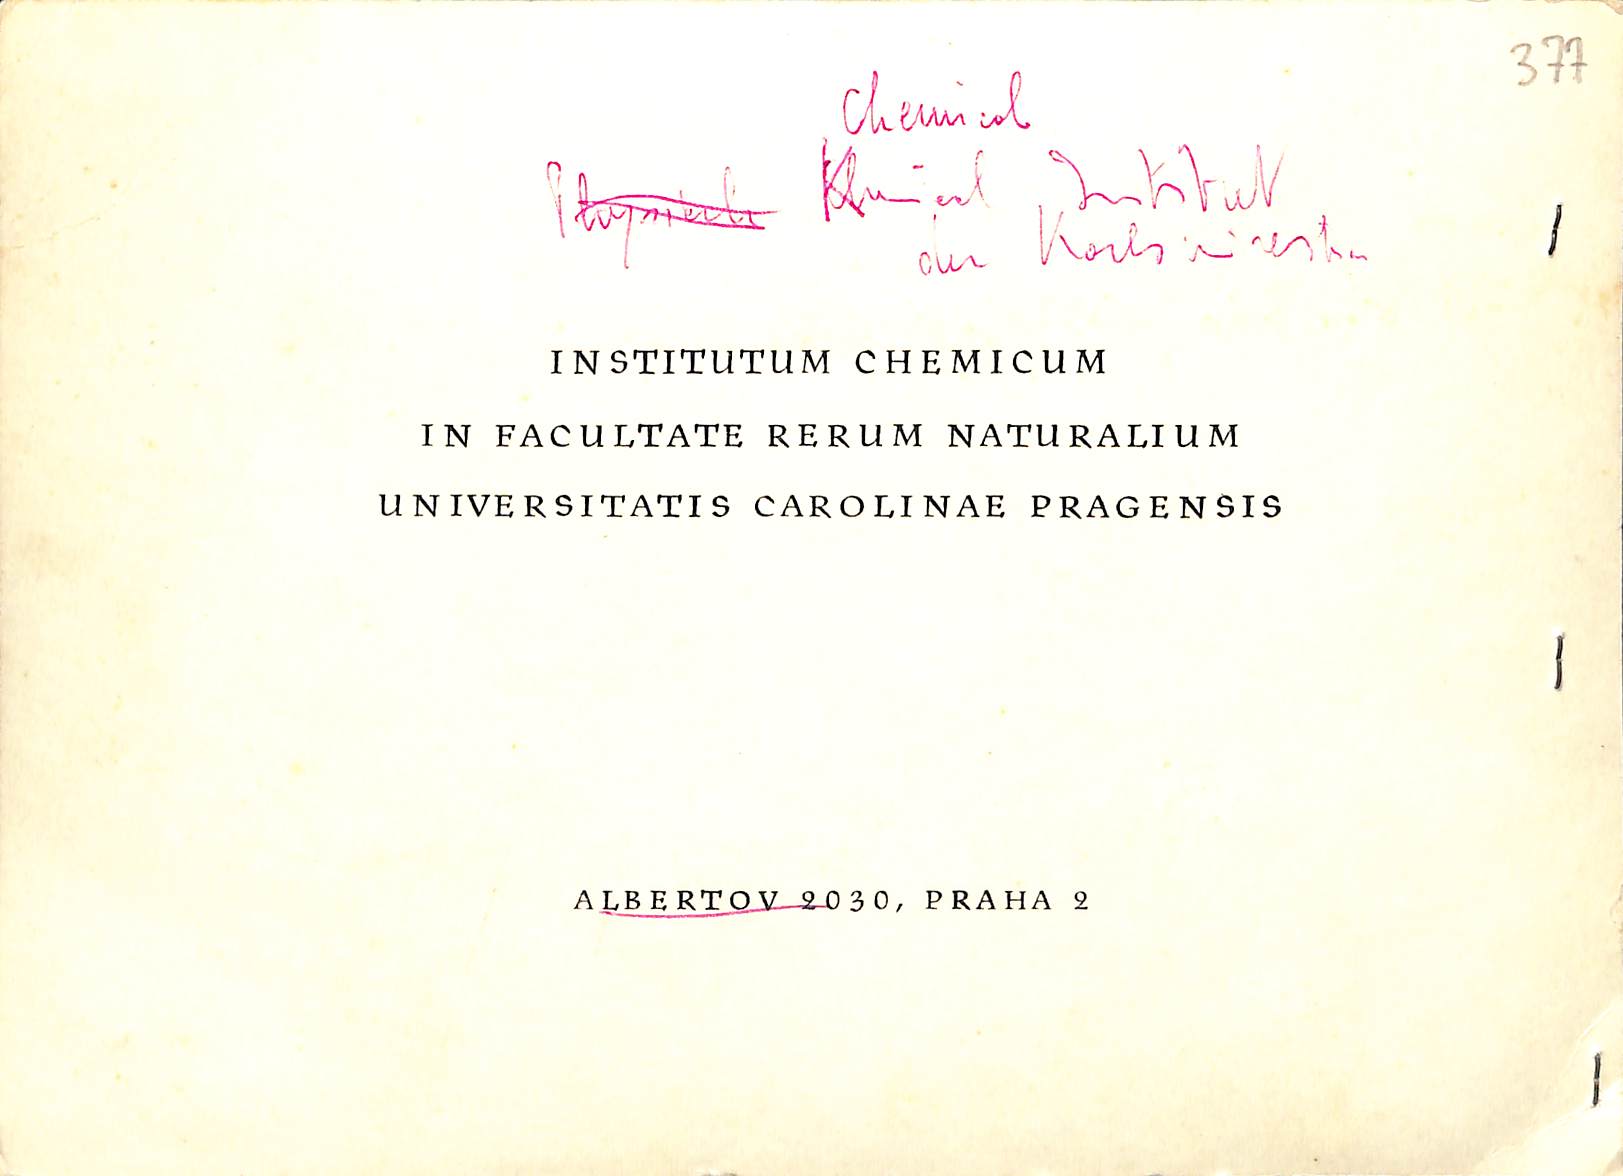 377
Chemical
Institut
der
INSTITUTUM CHEMICUM
IN FACULTATE RERUM NATURALIUM
UNIVERSITATIS CAROLINAE PRAGENSIS
ALBERTOV 2030, PRAHA 2